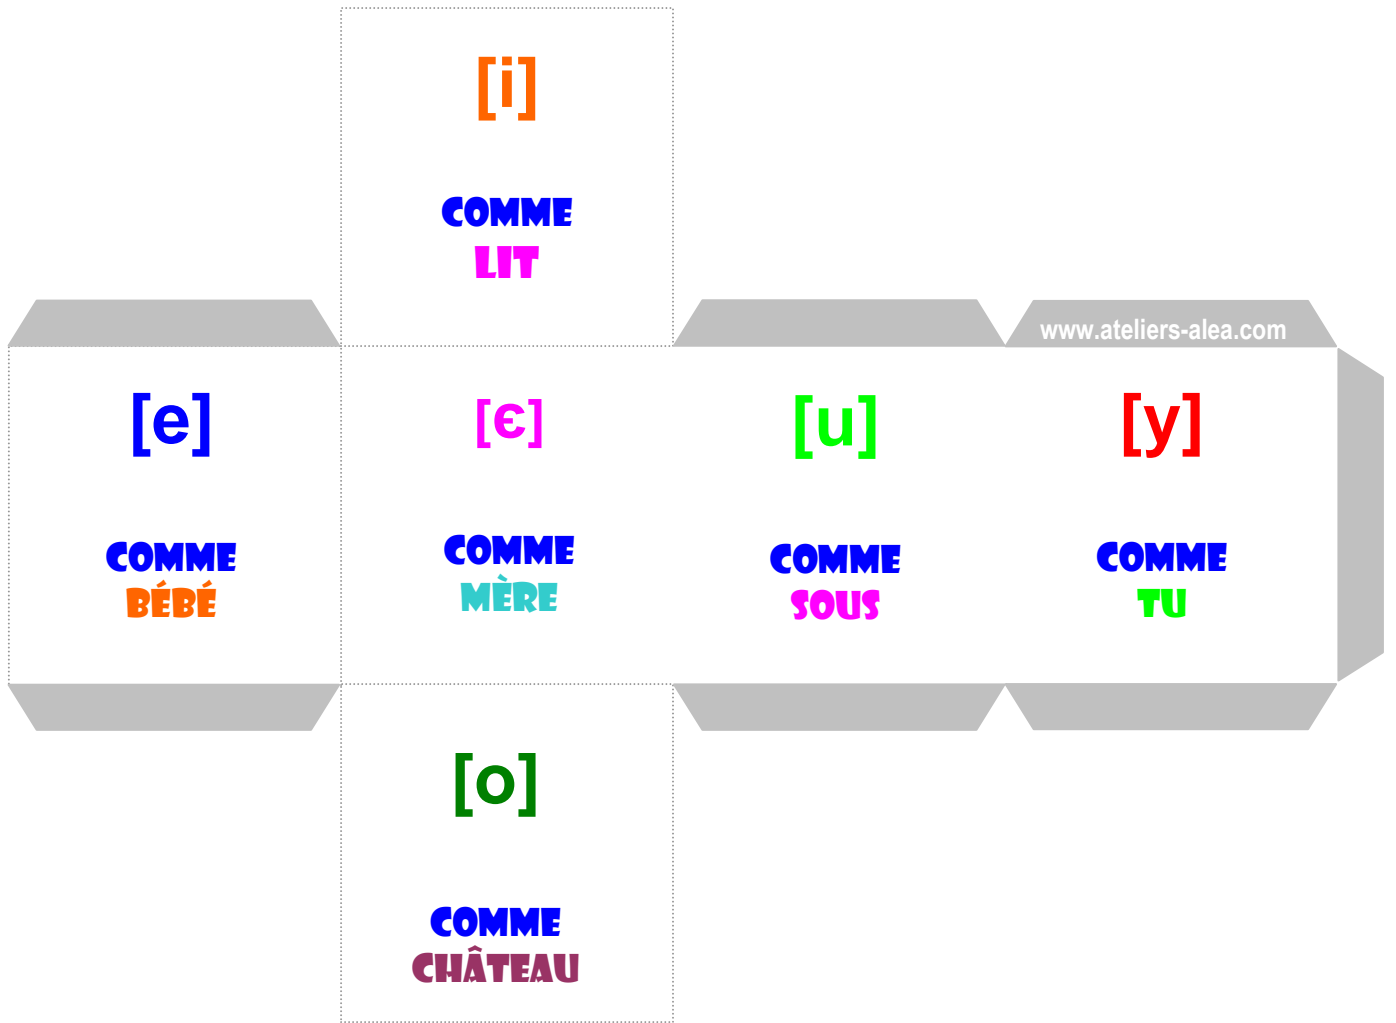 [i]
COMME
LIT
www.ateliers-alea.com
[e]
COMME
BÉBÉ
[є]
COMME
MÈRE
[u]
COMME
SOUS
[y]
COMME
TU
[o]
COMME
CHÂTEAU